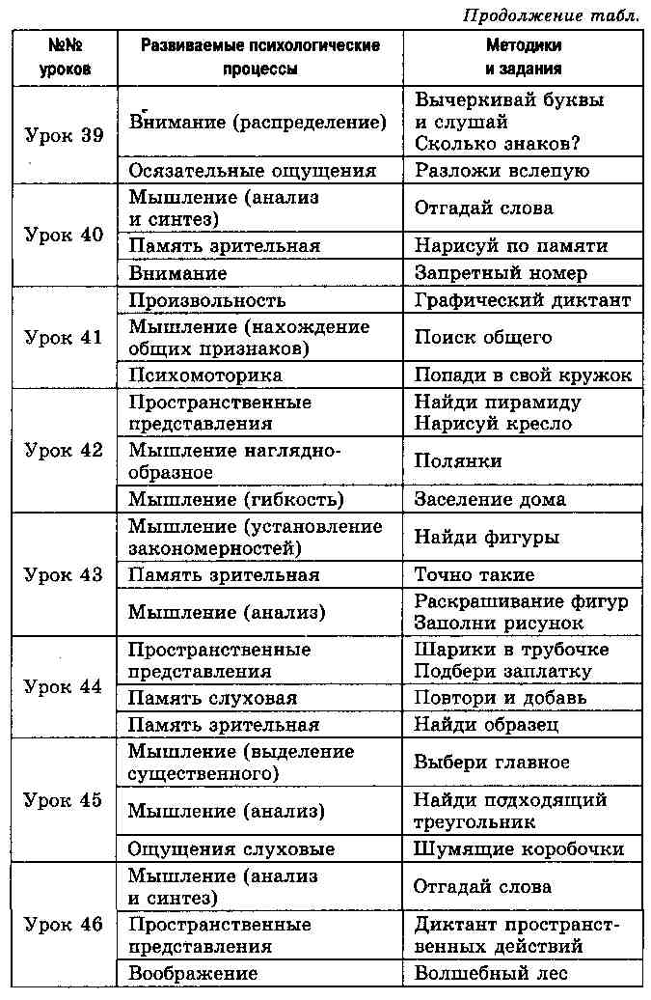 Продолжение табл.
№№ уроков
Развиваемые психологические процессы
Методики и задания
Урок 39
Внимание (распределение)
Вычеркивай буквы
и слушай
Сколько знаков?
Осязательные ощущения
Разложи вслепую
Урок 40
Мышление (анализ
и синтез)
Отгадай слова
Память зрительная
Нарисуй по памяти
Внимание
Запретный номер
Урок 41
Произвольность
Графический диктант
Мышление (нахождение
общих признаков)
Поиск общего
Психомоторика
Попади в свой кружок
Урок 42
Пространственные
представления
Найди пирамиду
Нарисуй кресло
Мышление наглядно-
образное
Полянки
Мышление (гибкость)
Заселение дома
Урок 43
Мышление (установление
закономерностей)
Найди фигуры
Память зрительная
Точно такие
Мышление (анализ)
Раскрашивание фигур
Заполни рисунок
Урок 44
Пространственные
представления
Шарики в трубочке
Подбери заплатку
Память слуховая
Повтори и добавь
Память зрительная
Найди образец
Урок 45
Мышление (выделение
существенного)
Выбери главное
Мышление (анализ)
Найди подходящий
треугольник
Ощущения слуховые
Шумящие коробочки
Урок 46
Мышление (анализ
и синтез)
Отгадай слова
Пространственные
представления
Диктант пространст-
венных действий
Воображение
Волшебный лес